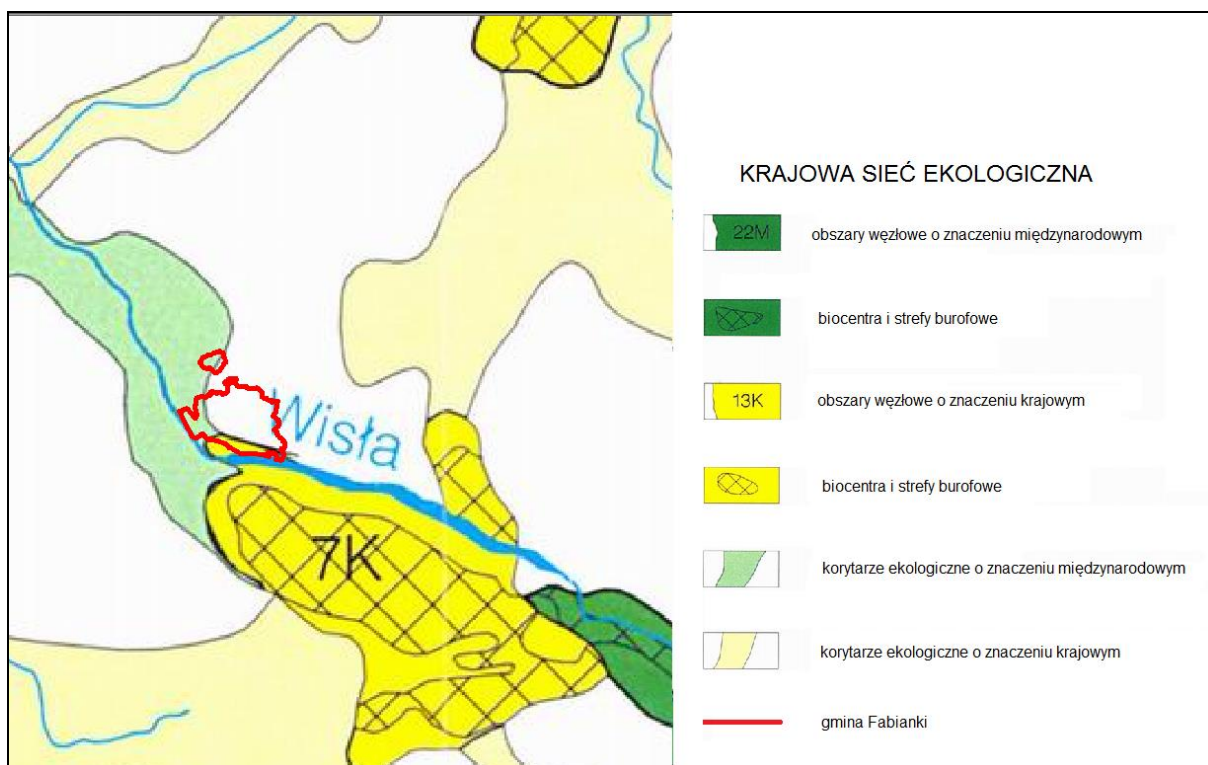 Wisła
7K
KRAJOWA SIEĆ EKOLOGICZNA
22M
obszary węzłowe o znaczeniu międzynarodowym
biocentra i strefy burofowe
13K
obszary węzłowe o znaczeniu krajowym
biocentra i strefy burofowe
korytarze ekologiczne o znaczeniu międzynarodowym
korytarze ekologiczne o znaczeniu krajowym
gmina Fabianki